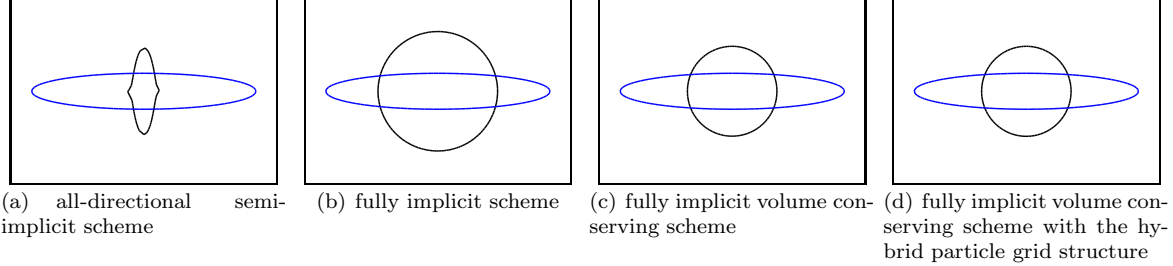 (a) all-directional semi-
implicit scheme
(b) fully implicit scheme
(c) fully implicit volume con-
serving scheme
(d) fully implicit volume con-
serving scheme with the hy-
brid particle grid structure